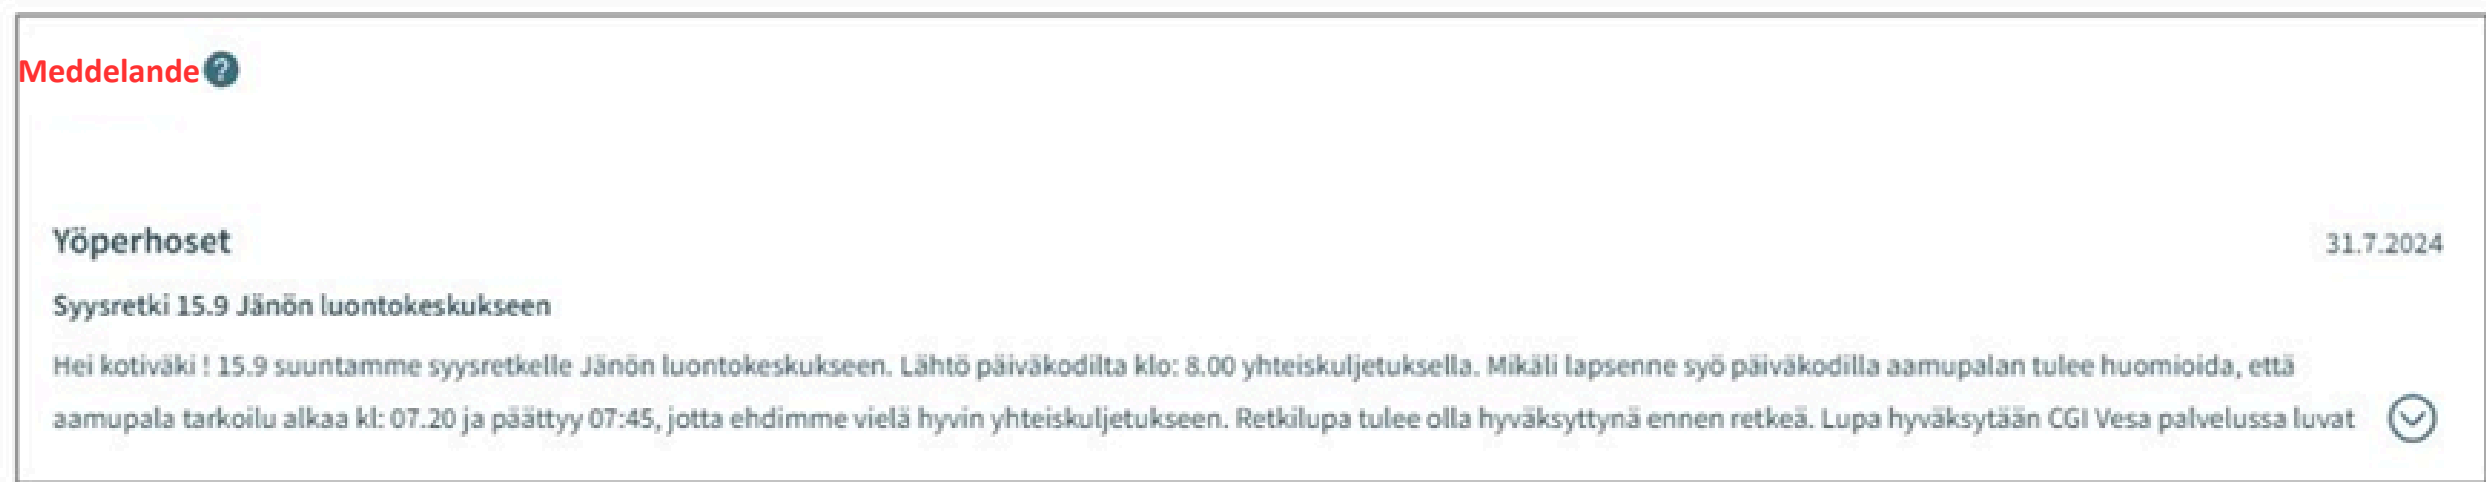 Meddelande ?
Yöperhoset
31.7.2024
Syysretki 15.9 Jänön luontokeskukseen
Hei kotiväki ! 15.9 suuntamme syysretkelle Jänön luontokeskukseen. Lähtö päiväkodilta klo: 8.00 yhteiskuljetuksella. Mikäli lapsenne syö päiväkodilla aamupalan tulee huomioida, että
aamupala tarkoilu alkaa kl: 07.20 ja päättyy 07:45, jotta ehdimme vielä hyvin yhteiskuljetukseen. Retkilupa tulee olla hyväksyttynä ennen retkeä. Lupa hyväksytään CGI Vesa palvelussa luvat